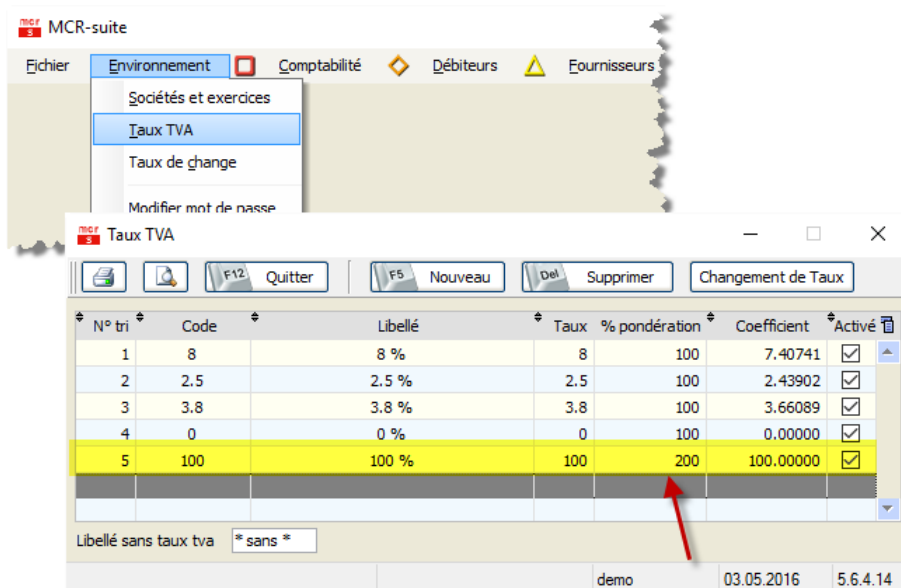 mcr s MCR-suite
Fichier Environnement Comptabilité Débiteurs Fournisseurs
Sociétés et exercices
Taux TVA
Taux de change
Modifier mot de passe
mcr s Taux TVA
F12 Quitter F5 Nouveau Del Supprimer Changement de Taux
N° tri Code Libellé Taux % pondération Coefficient Activé
1 8 8 % 8 100 7.40741
2 2.5 2.5 % 2.5 100 2.43902
3 3.8 3.8 % 3.8 100 3.66089
4 0 0 % 0 100 0.00000
5 100 100 % 100 200 100.00000
Libellé sans taux tva * sans *
demo 03.05.2016 5.6.4.14